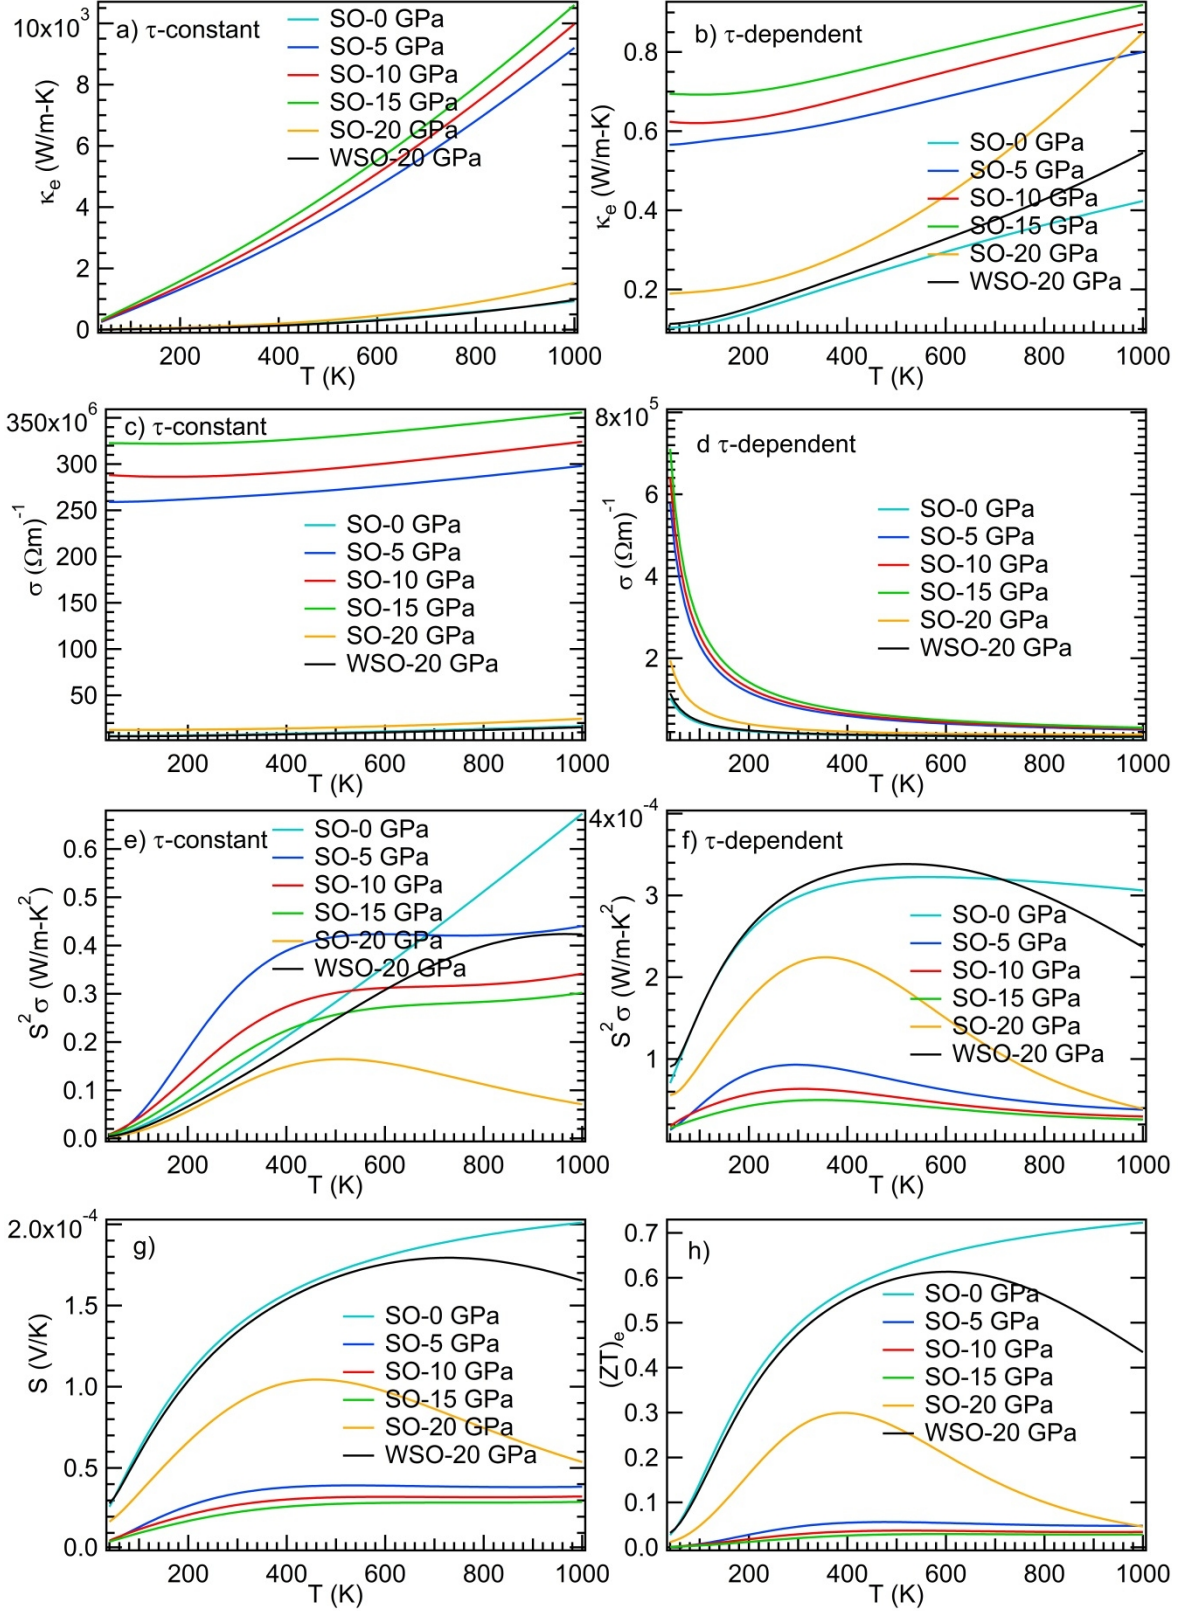 a) τ-constant
SO-0 GPa
SO-5 GPa
SO-10 GPa
SO-15 GPa
SO-20 GPa
WSO-20 GPa
10x10³
8
6
4
2
0
κₑ (W/m-K)
200 400 600 800 1000
T (K)
b) τ-dependent
SO-0 GPa
SO-5 GPa
SO-10 GPa
SO-15 GPa
SO-20 GPa
WSO-20 GPa
0.8
0.6
0.4
0.2
κₑ (W/m-K)
200 400 600 800 1000
T (K)
c) τ-constant
SO-0 GPa
SO-5 GPa
SO-10 GPa
SO-15 GPa
SO-20 GPa
WSO-20 GPa
350x10⁶
300
250
200
150
100
50
σ (Ωm)⁻¹
200 400 600 800 1000
T (K)
d τ-dependent
SO-0 GPa
SO-5 GPa
SO-10 GPa
SO-15 GPa
SO-20 GPa
WSO-20 GPa
8x10⁵
6
4
2
σ (Ωm)⁻¹
200 400 600 800 1000
T (K)
e) τ-constant
SO-0 GPa
SO-5 GPa
SO-10 GPa
SO-15 GPa
SO-20 GPa
WSO-20 GPa
0.6
0.5
0.4
0.3
0.2
0.1
0.0
S²σ (W/m-K²)
200 400 600 800 1000
T (K)
f) τ-dependent
SO-0 GPa
SO-5 GPa
SO-10 GPa
SO-15 GPa
SO-20 GPa
WSO-20 GPa
4x10⁻⁴
3
2
1
S²σ (W/m-K²)
200 400 600 800 1000
T (K)
g)
SO-0 GPa
SO-5 GPa
SO-10 GPa
SO-15 GPa
SO-20 GPa
WSO-20 GPa
2.0x10⁻⁴
1.5
1.0
0.5
0.0
S (V/K)
200 400 600 800 1000
T (K)
h)
SO-0 GPa
SO-5 GPa
SO-10 GPa
SO-15 GPa
SO-20 GPa
WSO-20 GPa
0.7
0.6
0.5
0.4
0.3
0.2
0.1
0.0
(ZT)ₑ
200 400 600 800 1000
T (K)